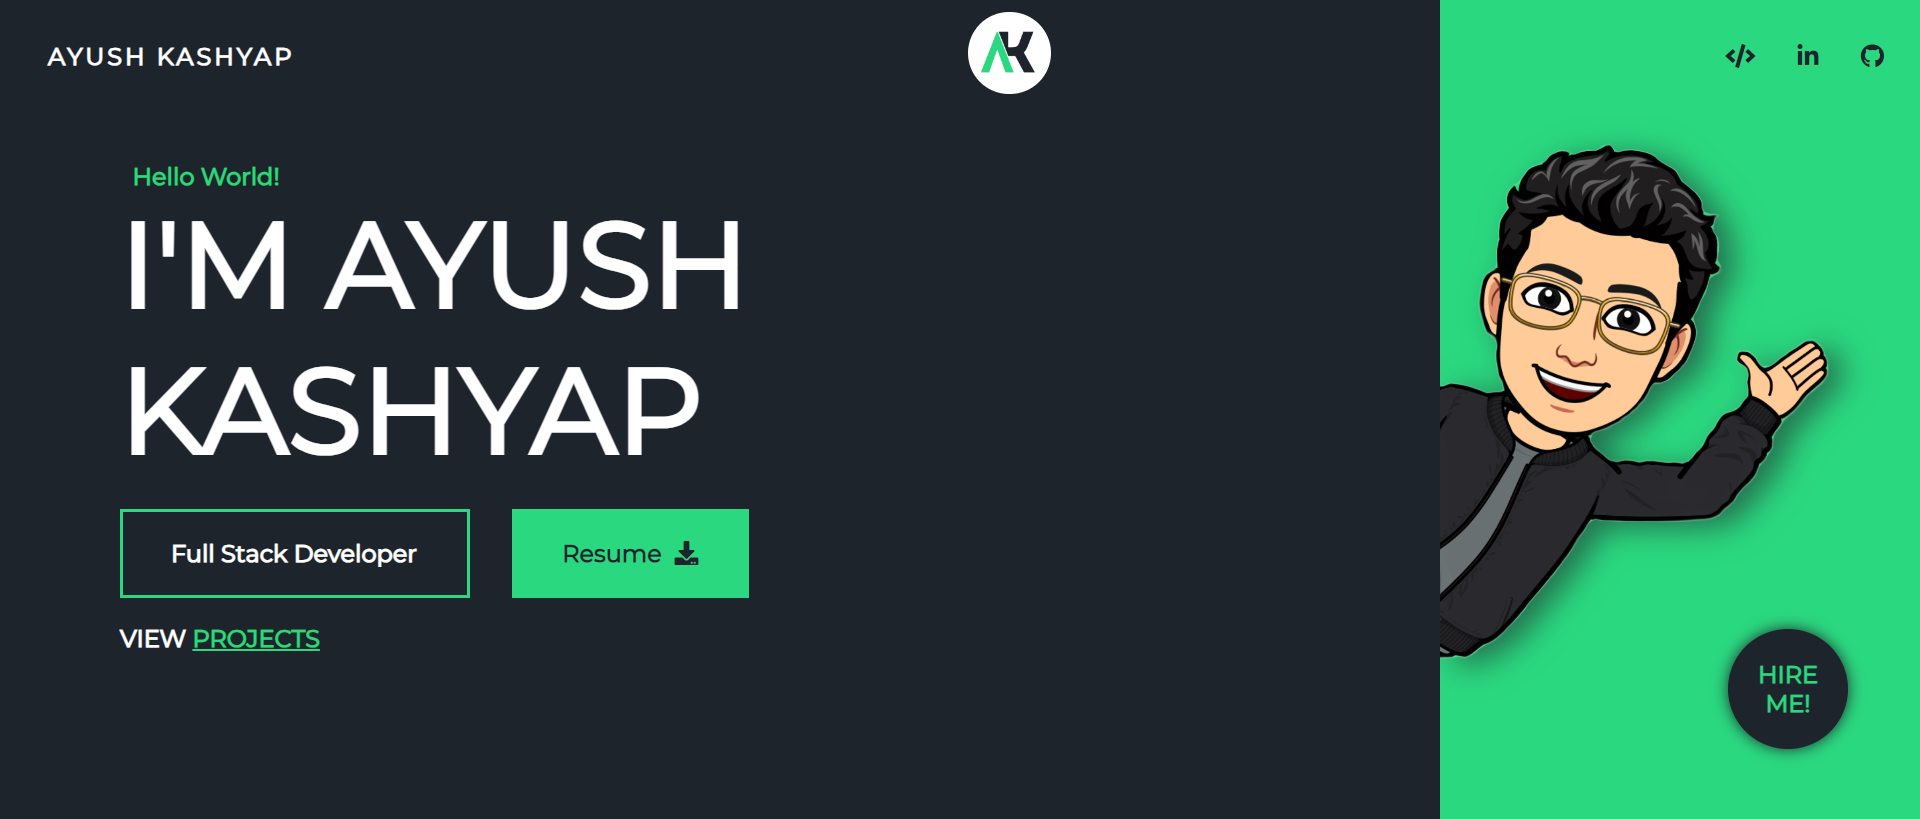 AYUSH KASHYAP
AK
Hello World!
I'M AYUSH
KASHYAP
Full Stack Developer
Resume
VIEW PROJECTS
in
HIRE
ME!